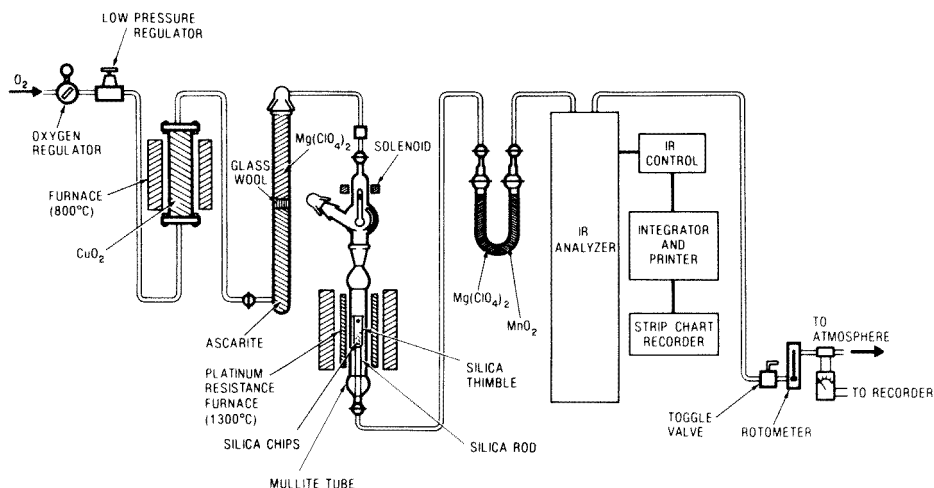 LOW PRESSURE
REGULATOR
O₂
OXYGEN
REGULATOR
FURNACE
(800°C)
CuO₂
GLASS
WOOL
Mg(ClO₄)₂
SOLENOID
ASCARITE
PLATINUM
RESISTANCE
FURNACE
(1300°C)
SILICA CHIPS
MULLITE TUBE
SILICA
THIMBLE
SILICA ROD
Mg(ClO₄)₂
MnO₂
IR
ANALYZER
IR
CONTROL
INTEGRATOR
AND
PRINTER
STRIP CHART
RECORDER
TO
ATMOSPHERE
TO RECORDER
TOGGLE
VALVE
ROTOMETER